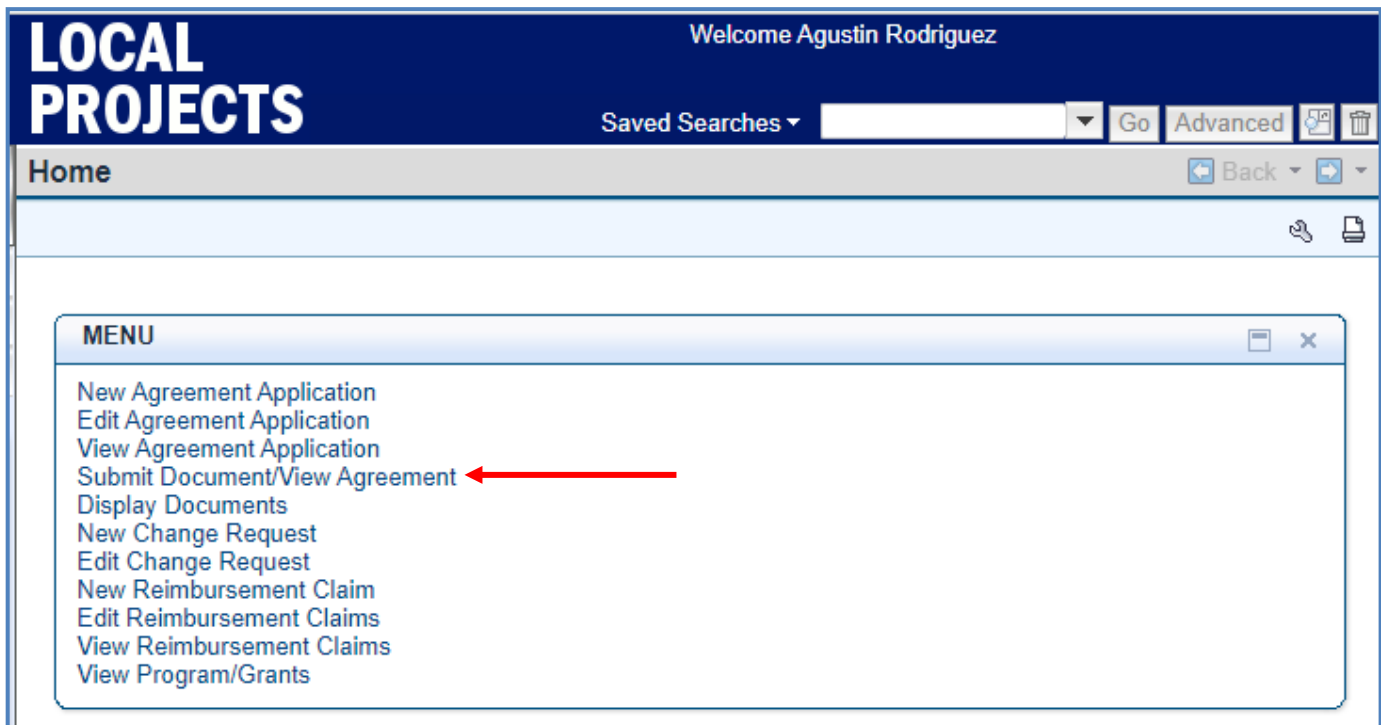 LOCAL
PROJECTS
Welcome Agustin Rodriguez
Saved Searches Go Advanced
Home Back
MENU
New Agreement Application
Edit Agreement Application
View Agreement Application
Submit Document/View Agreement
Display Documents
New Change Request
Edit Change Request
New Reimbursement Claim
Edit Reimbursement Claims
View Reimbursement Claims
View Program/Grants